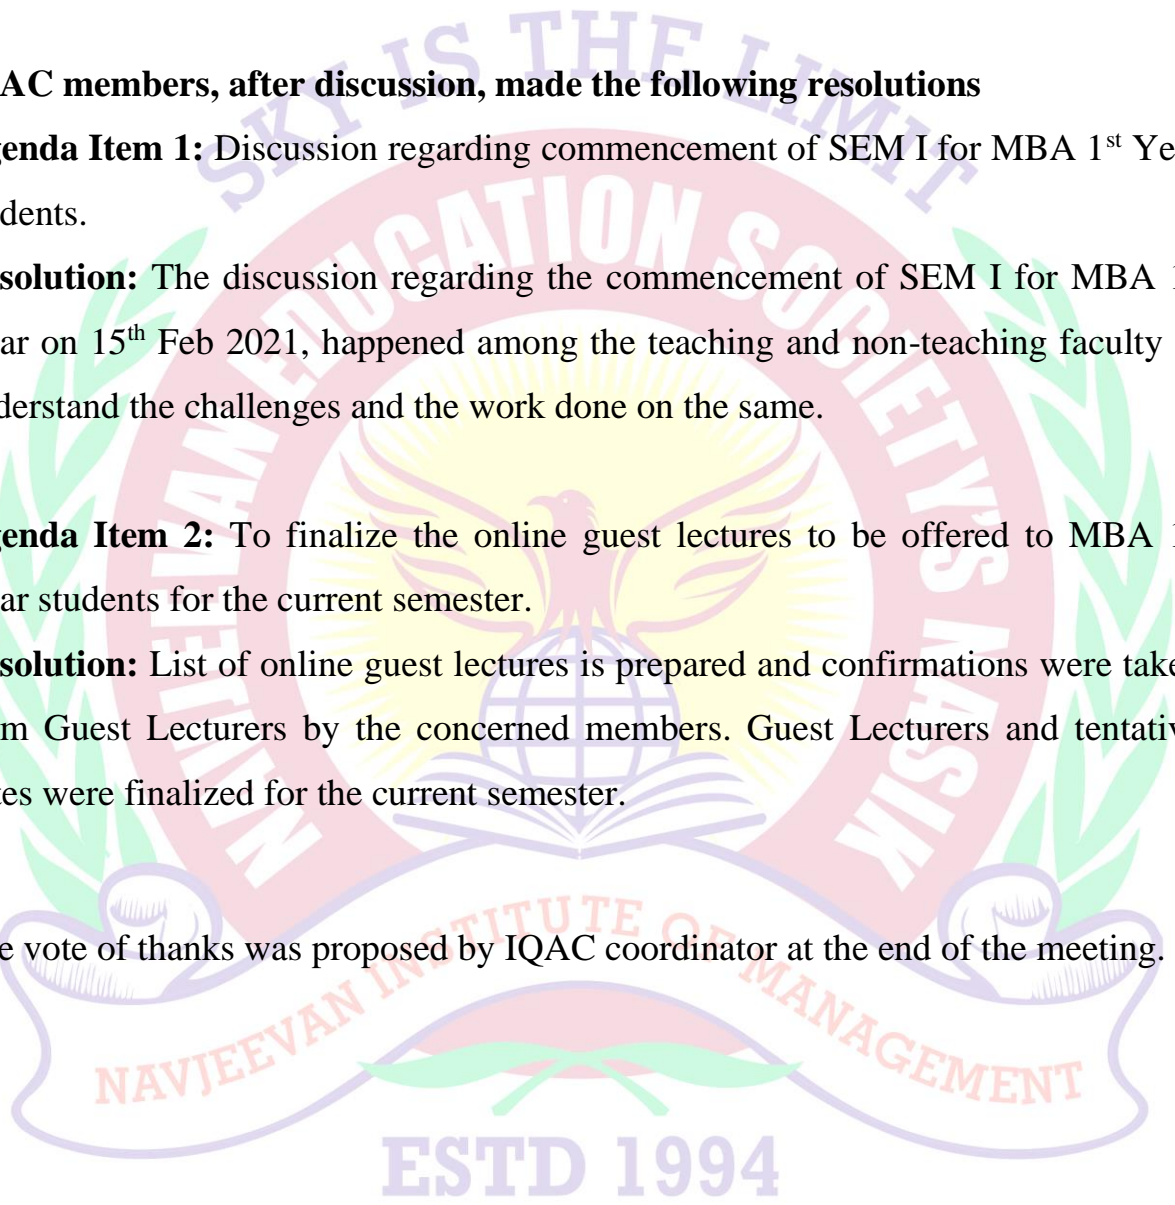 SKY IS THE LIMIT
AC members, after discussion, made the following resolutions
genda Item 1: Discussion regarding commencement of SEM I for MBA 1st Ye
dents.
solution: The discussion regarding the commencement of SEM I for MBA 1
ar on 15th Feb 2021, happened among the teaching and non-teaching faculty
derstand the challenges and the work done on the same.
genda Item 2: To finalize the online guest lectures to be offered to MBA 1
ar students for the current semester.
solution: List of online guest lectures is prepared and confirmations were take
m Guest Lecturers by the concerned members. Guest Lecturers and tentativ
tes were finalized for the current semester.
e vote of thanks was proposed by IQAC coordinator at the end of the meeting.
NAVJEEVAN EDUCATION SOCIETY'S NASIK
NAVJEEVAN INSTITUTE OF MANAGEMENT
ESTD 1994